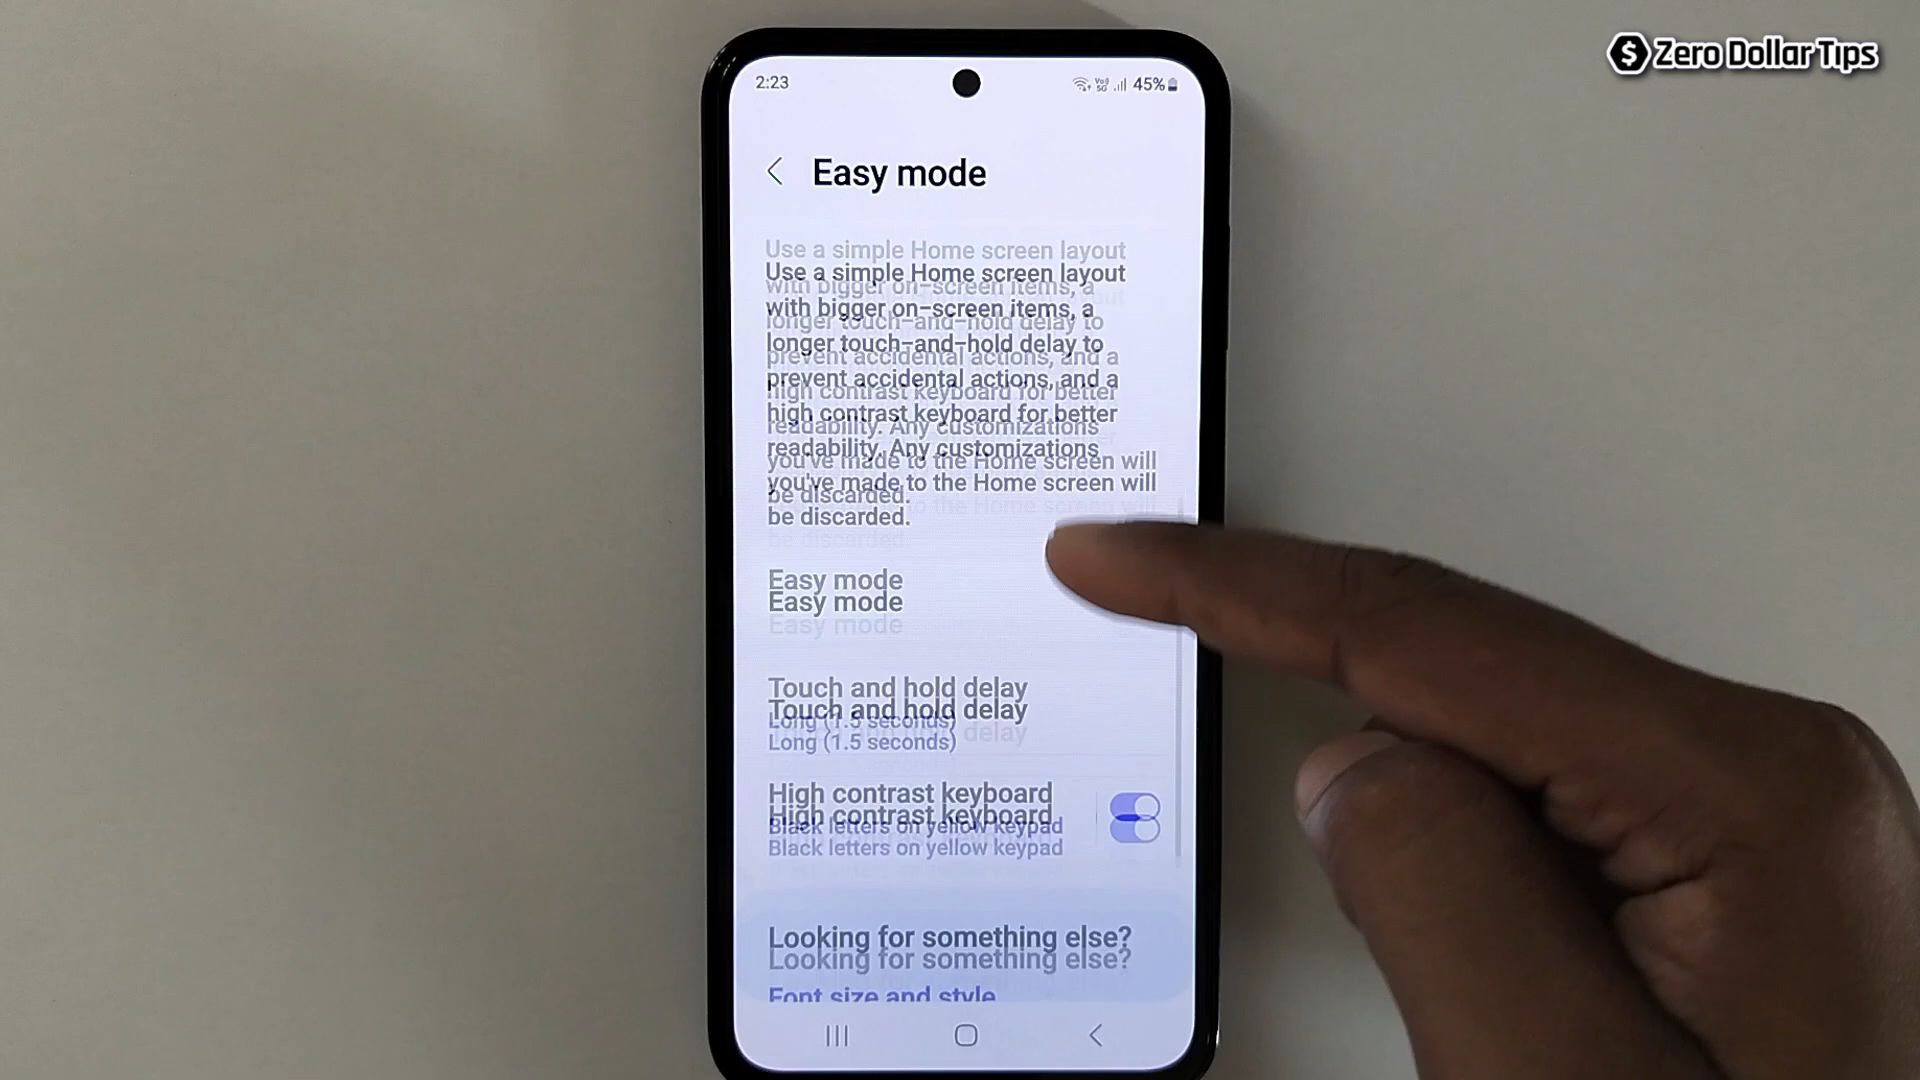 $ Zero Dollar Tips
2:23
Vo))
5G
45%
Easy mode
Use a simple Home screen layout
with bigger on-screen items, a
longer touch-and-hold delay to
prevent accidental actions, and a
high contrast keyboard for better
readability. Any customizations
you've made to the Home screen will
be discarded.
Easy mode
Touch and hold delay
Long (1.5 seconds)
High contrast keyboard
Black letters on yellow keypad
Looking for something else?
Font size and style